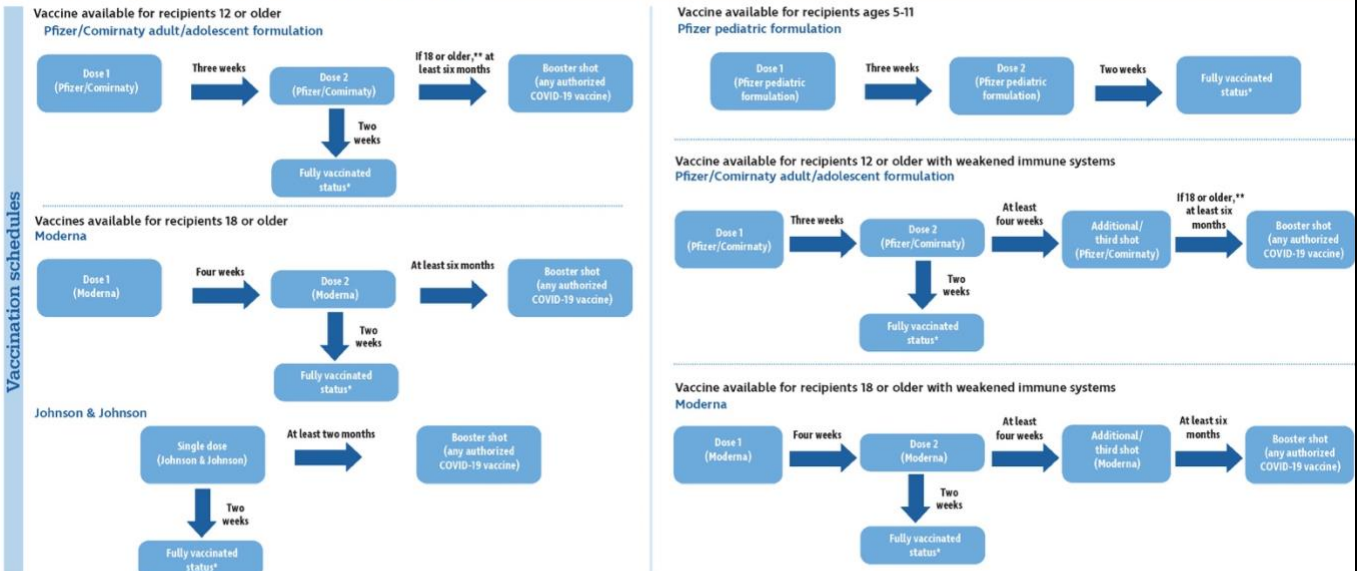 Vaccination schedules
Vaccine available for recipients 12 or older
Pfizer/Comirnaty adult/adolescent formulation
Dose 1
(Pfizer/Comirnaty)
Three weeks
Dose 2
(Pfizer/Comirnaty)
If 18 or older,** at
least six months
Booster shot
(any authorized
COVID-19 vaccine)
Two
weeks
Fully vaccinated
status*
Vaccines available for recipients 18 or older
Moderna
Dose 1
(Moderna)
Four weeks
Dose 2
(Moderna)
At least six months
Booster shot
(any authorized
COVID-19 vaccine)
Two
weeks
Fully vaccinated
status*
Johnson & Johnson
Single dose
(Johnson & Johnson)
At least two months
Booster shot
(any authorized
COVID-19 vaccine)
Two
weeks
Fully vaccinated
status*
Vaccine available for recipients ages 5-11
Pfizer pediatric formulation
Dose 1
(Pfizer pediatric
formulation)
Three weeks
Dose 2
(Pfizer pediatric
formulation)
Two weeks
Fully vaccinated
status*
Vaccine available for recipients 12 or older with weakened immune systems
Pfizer/Comirnaty adult/adolescent formulation
Dose 1
(Pfizer/Comirnaty)
Three weeks
Dose 2
(Pfizer/Comirnaty)
At least
four weeks
Additional/
third shot
(Pfizer/Comirnaty)
If 18 or older,**
at least six
months
Booster shot
(any authorized
COVID-19 vaccine)
Two
weeks
Fully vaccinated
status*
Vaccine available for recipients 18 or older with weakened immune systems
Moderna
Dose 1
(Moderna)
Four weeks
Dose 2
(Moderna)
At least
four weeks
Additional/
third shot
(Moderna)
At least six
months
Booster shot
(any authorized
COVID-19 vaccine)
Two
weeks
Fully vaccinated
status*